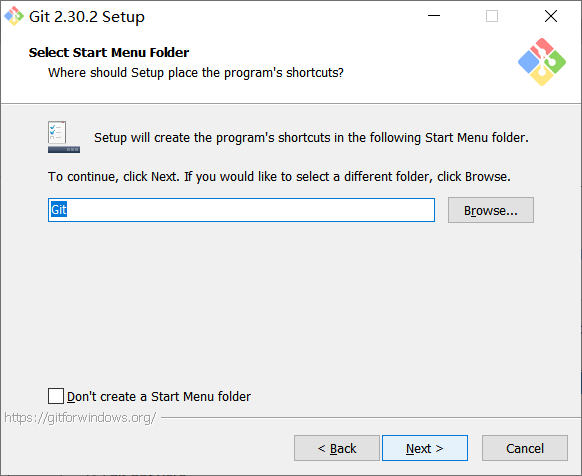 Git 2.30.2 Setup
Select Start Menu Folder
Where should Setup place the program's shortcuts?
Setup will create the program's shortcuts in the following Start Menu folder.
To continue, click Next. If you would like to select a different folder, click Browse.
Git
Browse...
Don't create a Start Menu folder
https://gitforwindows.org/
< Back
Next >
Cancel